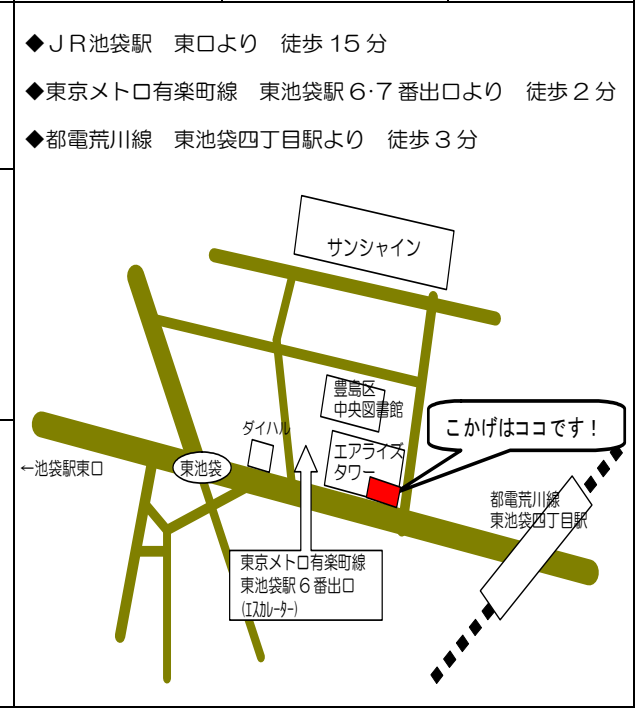 ◆ＪＲ池袋駅　東口より　徒歩15分
◆東京メトロ有楽町線　東池袋駅６･７番出口より　徒歩２分
◆都電荒川線　東池袋四丁目駅より　徒歩３分
サンシャイン
豊島区
中央図書館
ダイハル
こかげはココです！
エアライズ
タワー
←池袋駅東口
東池袋
都電荒川線
東池袋四丁目駅
東京メトロ有楽町線
東池袋駅６番出口
(ｴｽｶﾚｰﾀｰ)